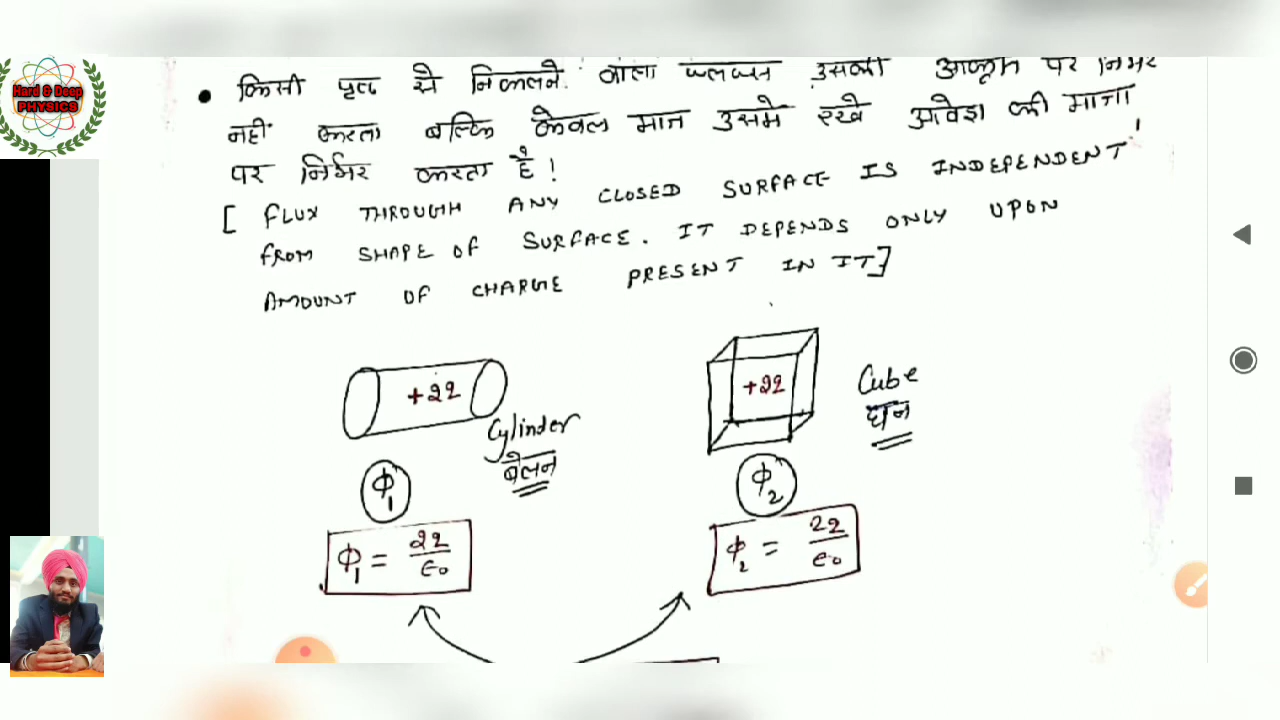 Hard & Deep
PHYSICS
किसी पृष्ठ से निकलने वाला फ्लक्स उसकी आकृति पर निर्भर
नहीं करता बल्कि केवल मात्र उसमे रखे आवेश की मात्रा
पर निर्भर करता है!
[ FLUX THROUGH ANY CLOSED SURFACE IS INDEPENDENT
FROM SHAPE OF SURFACE. IT DEPENDS ONLY UPON
AMOUNT OF CHARGE PRESENT IN IT]
+2q
Cylinder
बेलन
ϕ₁
ϕ₁ = 2q/ϵ₀
+2q
Cube
घन
ϕ₂
ϕ₂ = 2q/ϵ₀